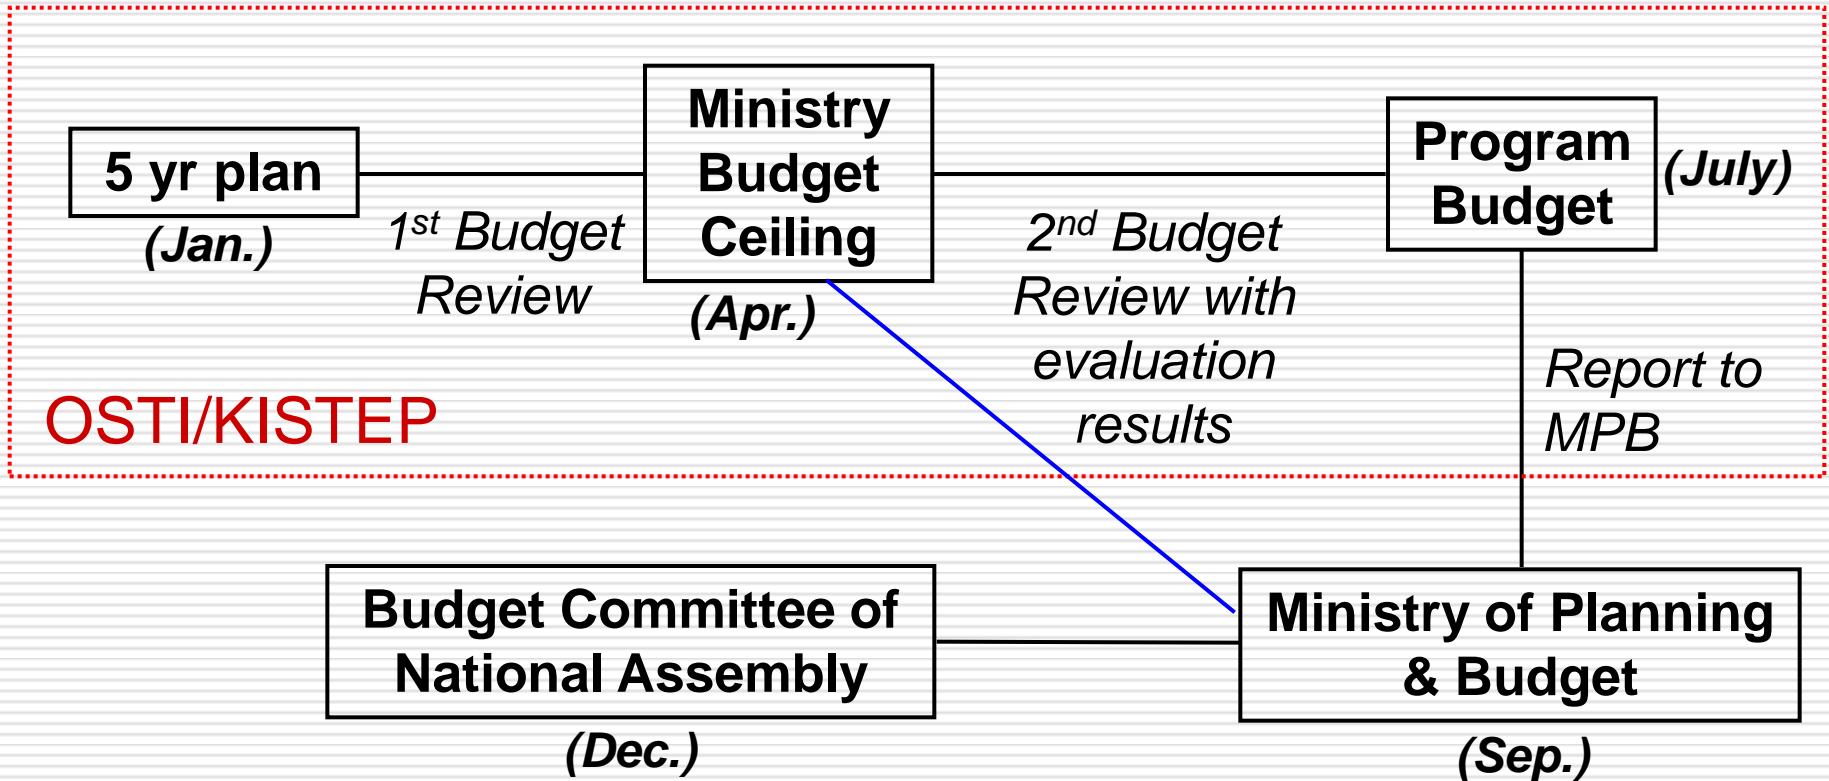 5 yr plan
(Jan.)
1st Budget
Review
Ministry
Budget
Ceiling
(Apr.)
2nd Budget
Review with
evaluation
results
Program
Budget
(July)
Report to
MPB
OSTI/KISTEP
Budget Committee of
National Assembly
(Dec.)
Ministry of Planning
& Budget
(Sep.)